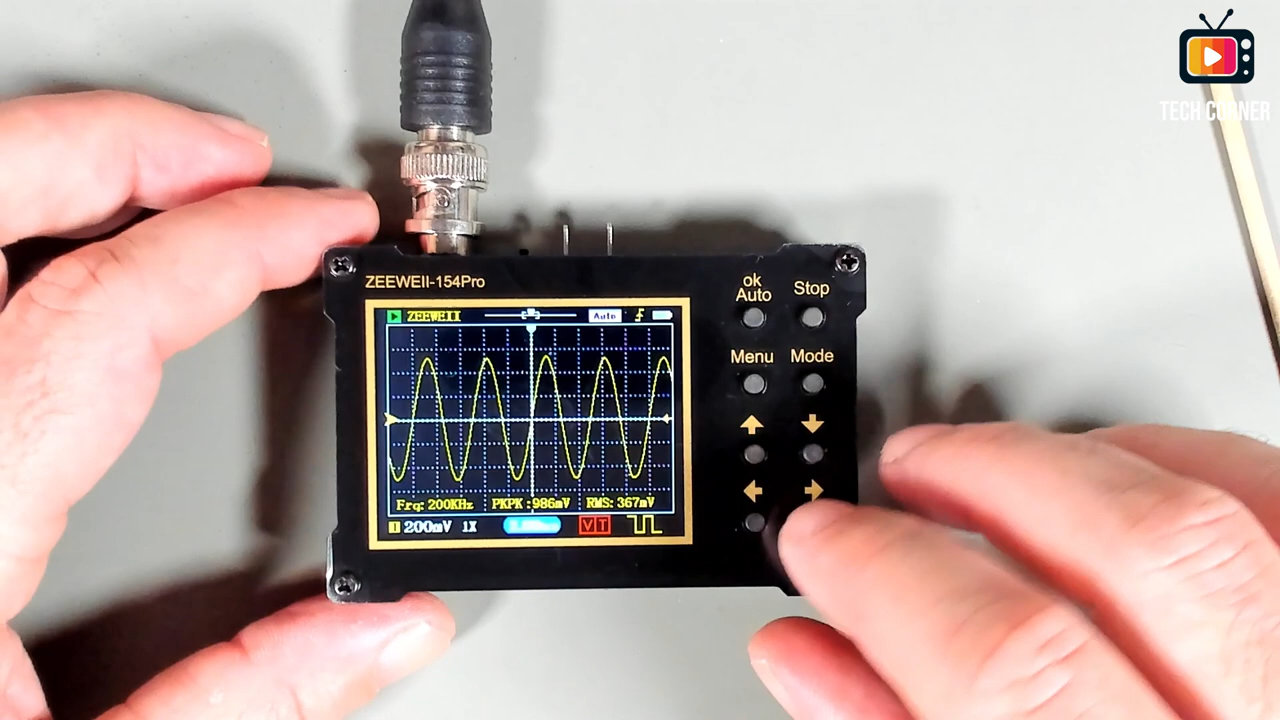 TECH CORNER
ZEEWEII-154Pro
ok
Auto
Stop
Menu
Mode
ZEEWEII
Auto
Frq:200KHz
PKPK:986mV
RMS:367mV
1
200mV
1X
VT